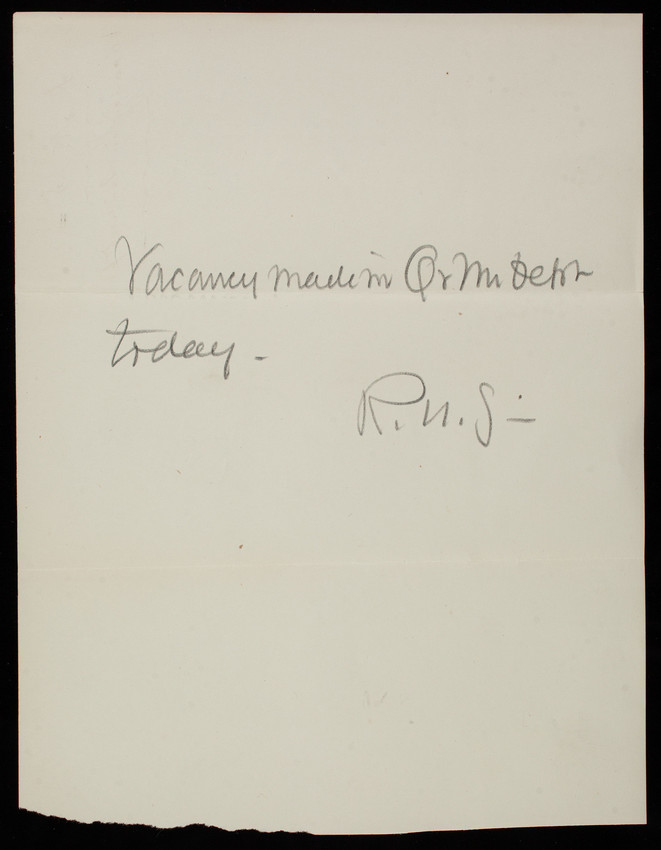 Vacancy made in Qr Mr Dept
today -
R. N. S -